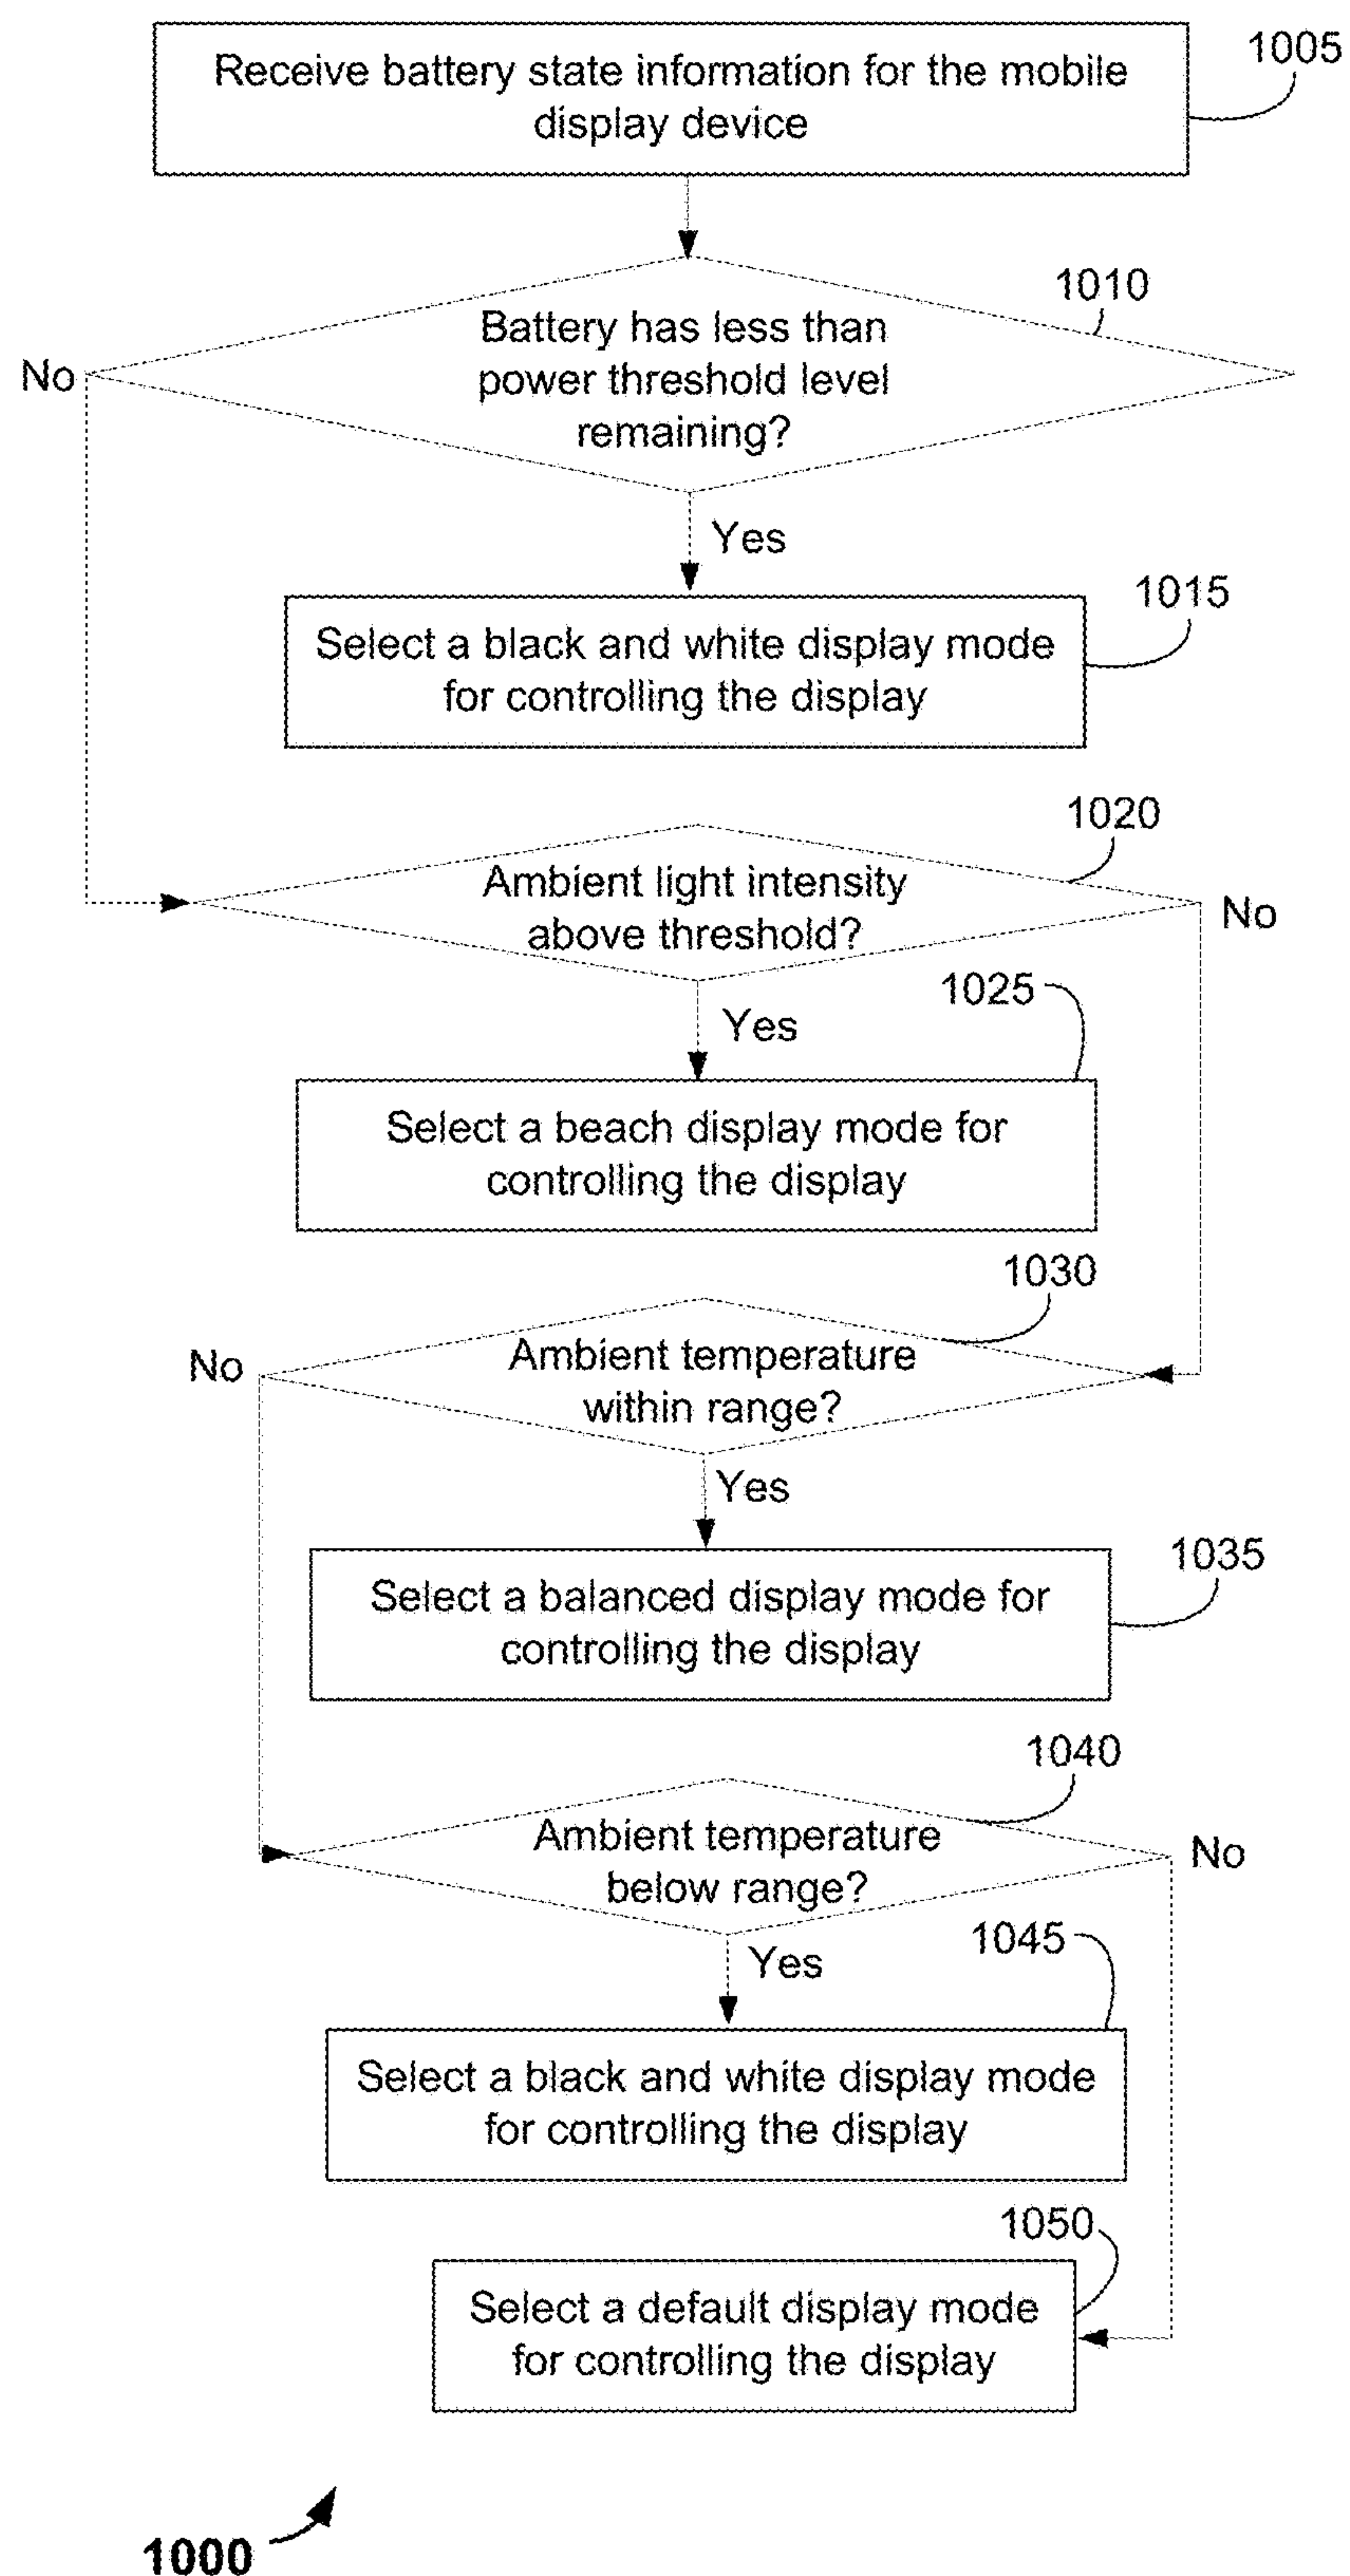 1005
Receive battery state information for the mobile
display device
1010
Battery has less than
power threshold level
remaining?
No
Yes
1015
Select a black and white display mode
for controlling the display
1020
Ambient light intensity
above threshold?
No
1025
Yes
Select a beach display mode for
controlling the display
1030
Ambient temperature
within range?
No
Yes
1035
Select a balanced display mode for
controlling the display
1040
Ambient temperature
below range?
No
1045
Yes
Select a black and white display mode
for controlling the display
1050
Select a default display mode
for controlling the display
1000